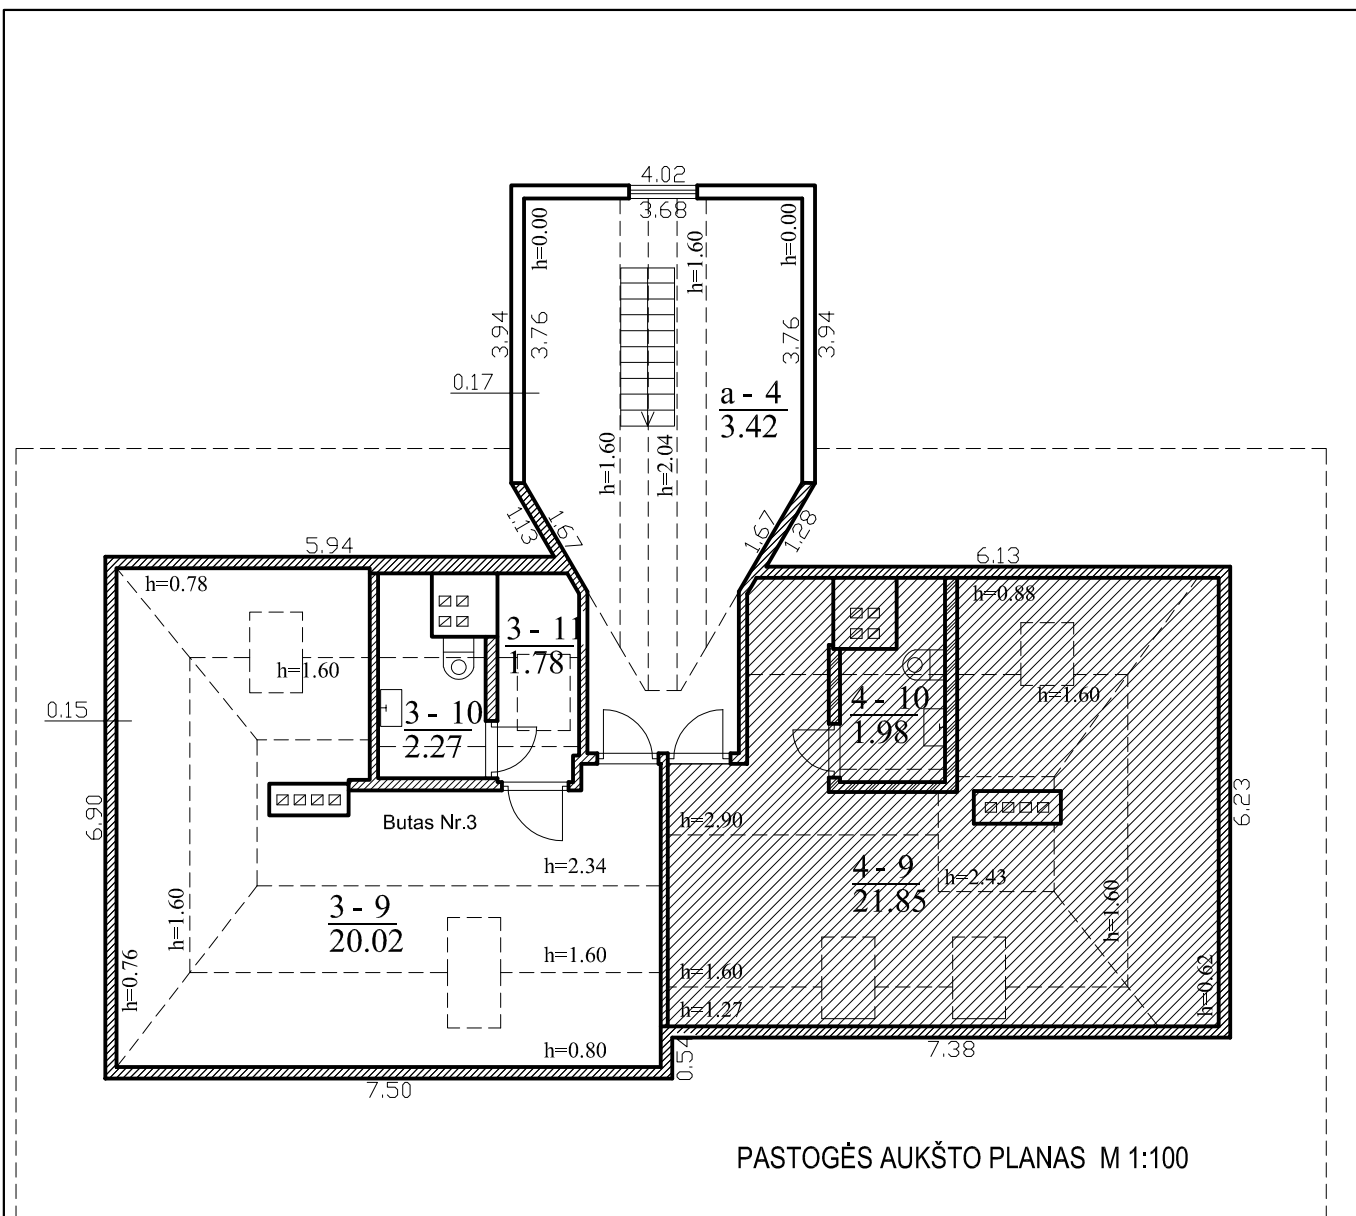 4.02
3.68
h=0.00
h=1.60
h=0.00
3.94
3.76
3.76
3.94
0.17
a - 4
3.42
h=1.60
h=2.04
1.13
1.67
1.67
1.28
5.94
6.13
h=0.78
h=0.88
3 - 11
1.78
h=1.60
h=1.60
0.15
3 - 10
2.27
4 - 10
1.98
6.90
6.23
Butas Nr.3
h=2.90
h=2.34
4 - 9
21.85
h=2.43
h=1.60
3 - 9
20.02
h=1.60
h=1.60
h=1.60
h=0.76
h=0.62
h=1.27
h=0.80
0.54
7.38
7.50
PASTOGĖS AUKŠTO PLANAS M 1:100